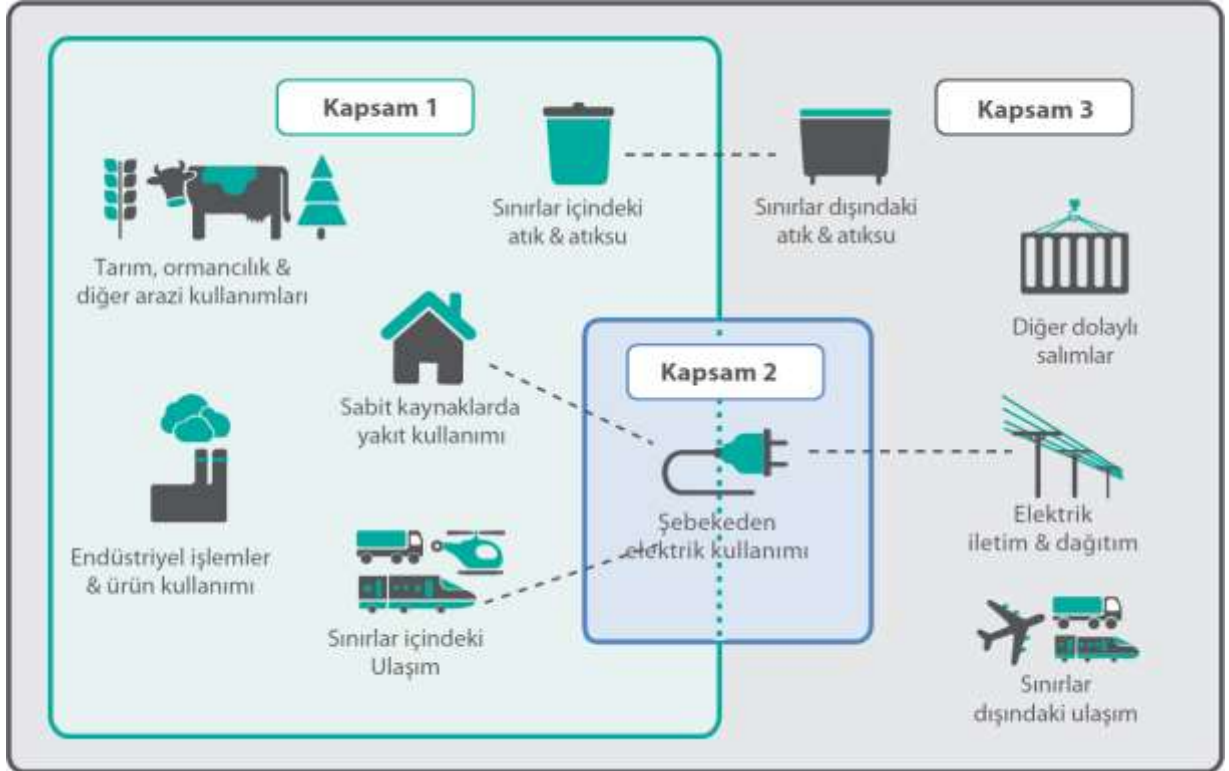 Kapsam 1
Kapsam 3
Sınırlar içindeki
atık & atıksu
Sınırlar dışındaki
atık & atıksu
Tarım, ormancılık &
diğer arazi kullanımları
Diğer dolaylı
salımlar
Kapsam 2
Sabit kaynaklarda
yakıt kullanımı
Şebekeden
elektrik kullanımı
Elektrik
iletim & dağıtım
Endüstriyel işlemler
& ürün kullanımı
Sınırlar içindeki
Ulaşım
Sınırlar
dışındaki ulaşım